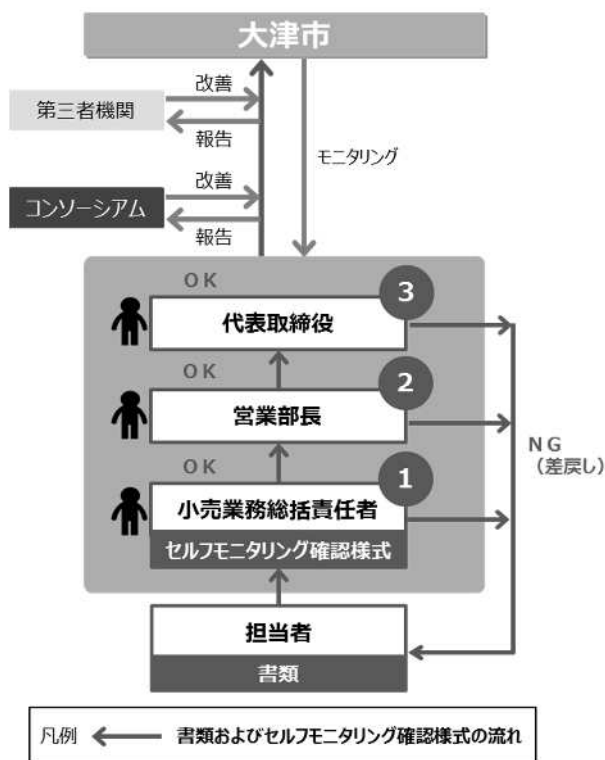 大津市
改善
第三者機関
報告
モニタリング
改善
コンソーシアム
報告
OK
3
代表取締役
OK
2
営業部長
NG
(差戻し)
OK
1
小売業務総括責任者
セルフモニタリング確認様式
担当者
書類
凡例 書類およびセルフモニタリング確認様式の流れ